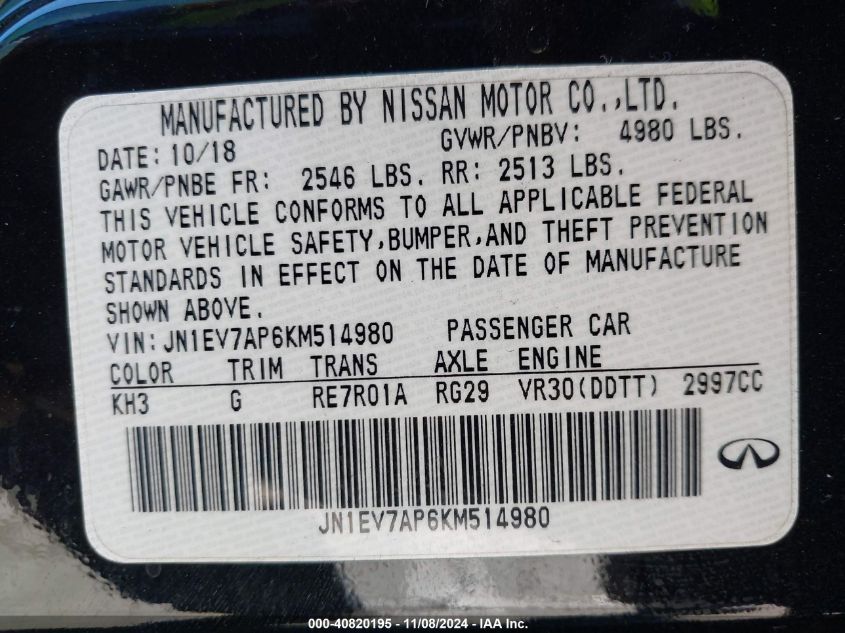 MANUFACTURED BY NISSAN MOTOR CO.,LTD.
DATE: 10/18 GVWR/PNBV: 4980 LBS.
GAWR/PNBE FR: 2546 LBS. RR: 2513 LBS.
THIS VEHICLE CONFORMS TO ALL APPLICABLE FEDERAL
MOTOR VEHICLE SAFETY,BUMPER,AND THEFT PREVENTION
STANDARDS IN EFFECT ON THE DATE OF MANUFACTURE
SHOWN ABOVE.
VIN:JN1EV7AP6KM514980 PASSENGER CAR
COLOR TRIM TRANS AXLE ENGINE
KH3 G RE7R01A RG29 VR30(DDTT) 2997CC
JN1EV7AP6KM514980
000-40820195 - 11/08/2024 - IAA Inc.